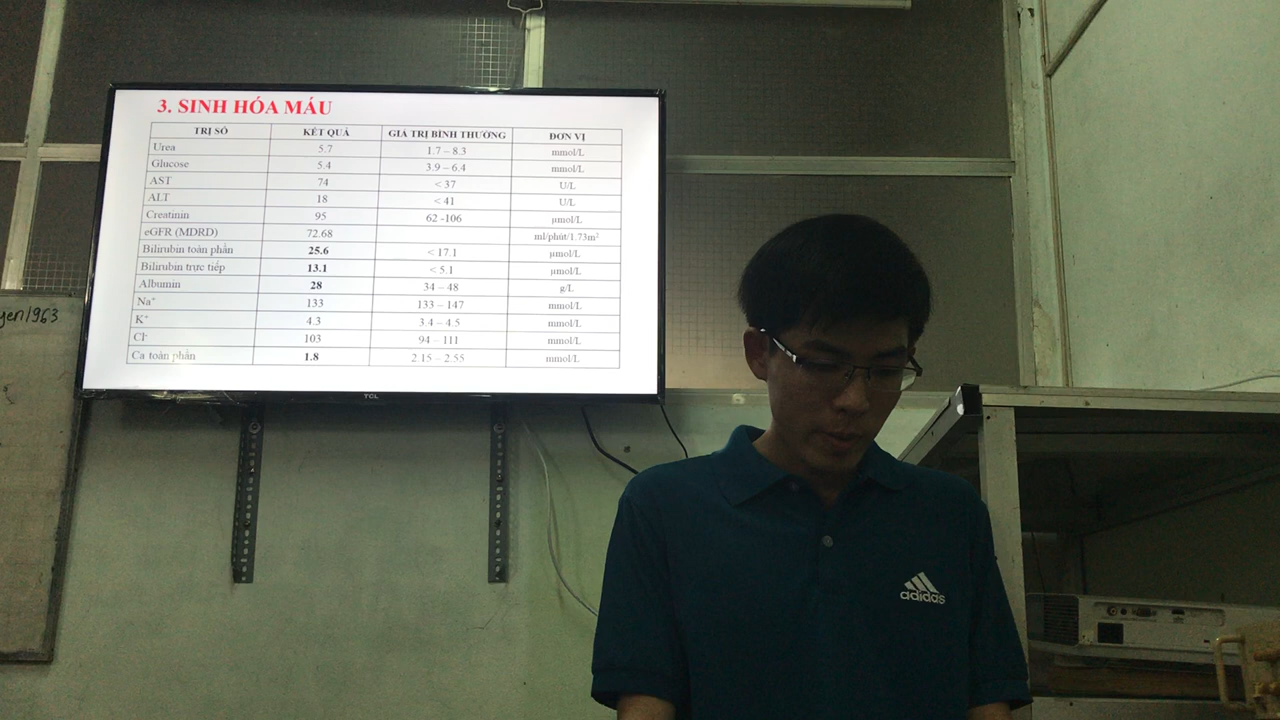 3. SINH HÓA MÁU
TRỊ SỐ KẾT QUẢ GIÁ TRỊ BÌNH THƯỜNG ĐƠN VỊ
Urea 5.7 1.7 – 8.3 mmol/L
Glucose 5.4 3.9 – 6.4 mmol/L
AST 74 < 37 U/L
ALT 18 < 41 U/L
Creatinin 95 62 -106 μmol/L
eGFR (MDRD) 72.68 ml/phút/1.73m²
Bilirubin toàn phần 25.6 < 17.1 μmol/L
Bilirubin trực tiếp 13.1 < 5.1 μmol/L
Albumin 28 34 – 48 g/L
Na⁺ 133 133 – 147 mmol/L
K⁺ 4.3 3.4 – 4.5 mmol/L
Cl⁻ 103 94 – 111 mmol/L
Ca toàn phần 1.8 2.15 – 2.55 mmol/L
TCL
adidas